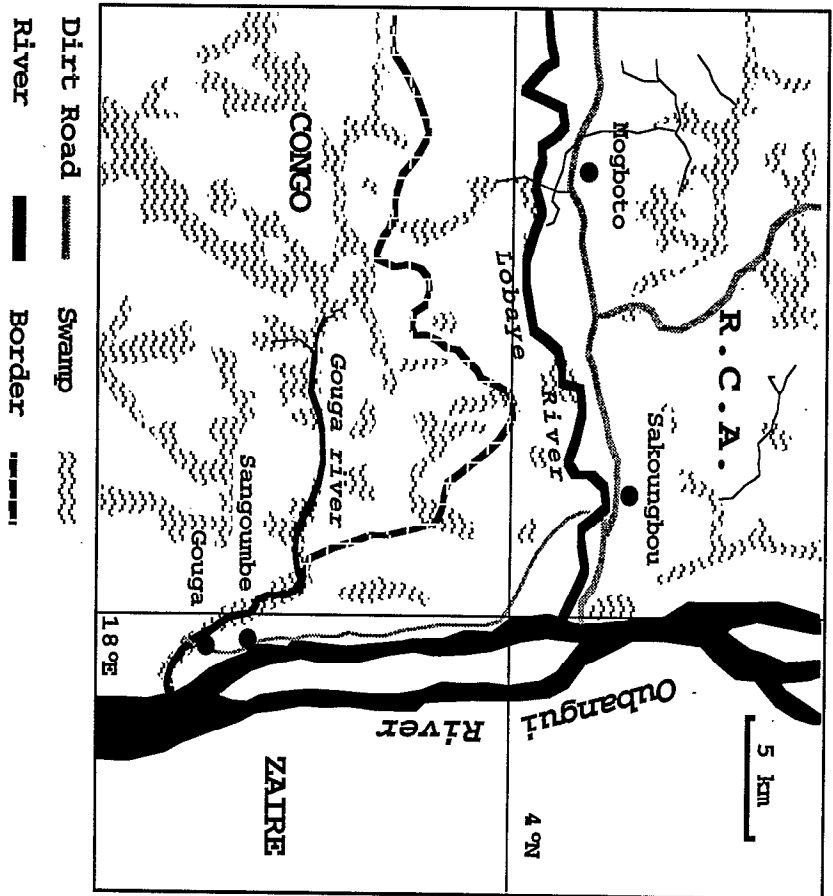 R.C.A.
Mogboto
Sakoungbou
5 km
Oubangui
4°N
Lobaye River
CONGO
Gouga river
River
Sangoumbe
ZAIRE
Gouga
18°E
Dirt Road
Swamp
River
Border